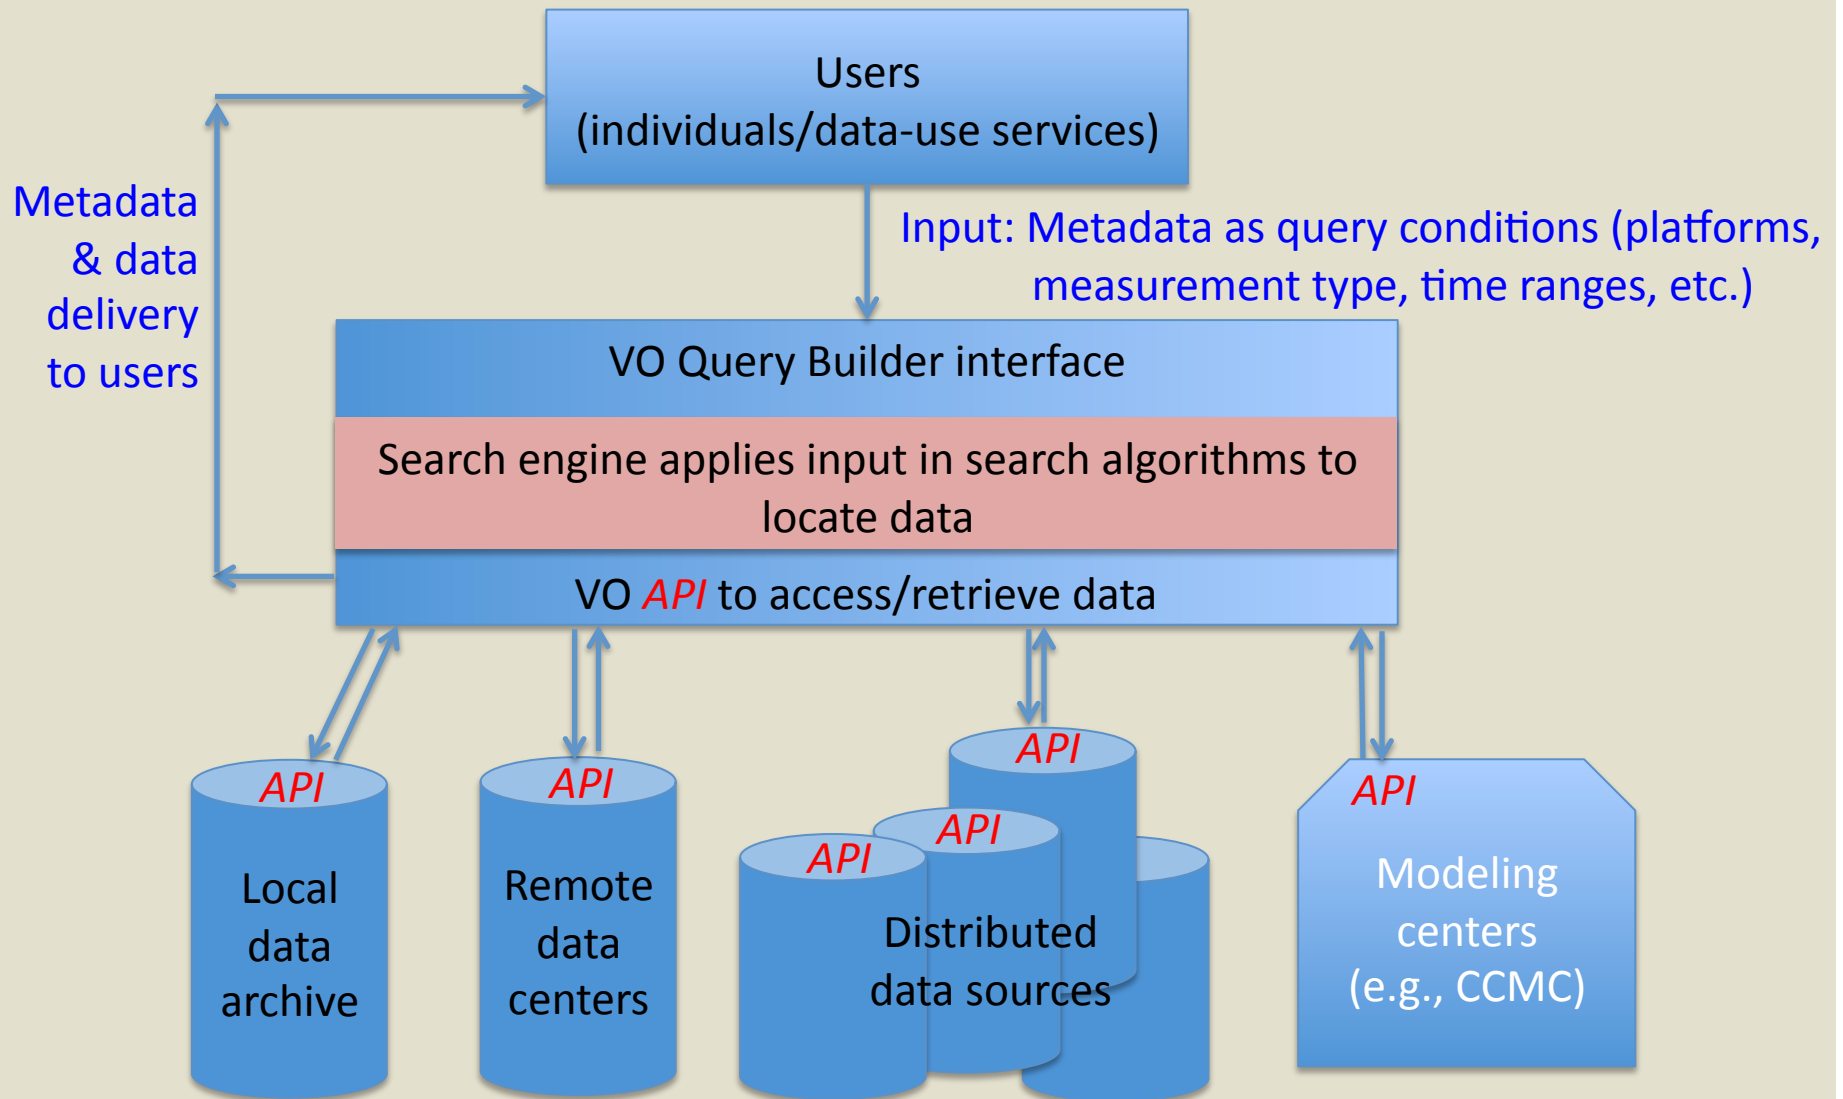 Users
(individuals/data-use services)
Metadata
& data
delivery
to users
Input: Metadata as query conditions (platforms,
measurement type, time ranges, etc.)
VO Query Builder interface
Search engine applies input in search algorithms to
locate data
VO API to access/retrieve data
API
Local
data
archive
API
Remote
data
centers
API
API
API
Distributed
data sources
API
Modeling
centers
(e.g., CCMC)